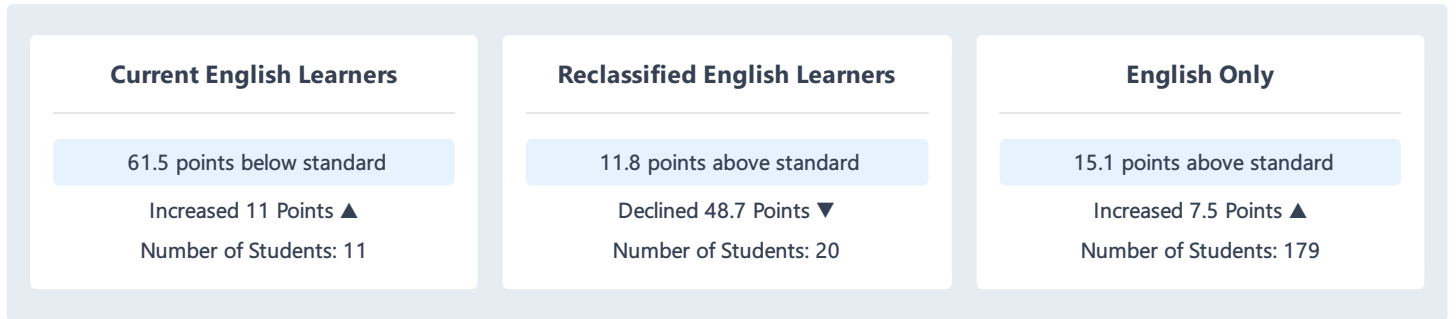 Current English Learners
61.5 points below standard
Increased 11 Points ▲
Number of Students: 11
Reclassified English Learners
11.8 points above standard
Declined 48.7 Points ▼
Number of Students: 20
English Only
15.1 points above standard
Increased 7.5 Points ▲
Number of Students: 179